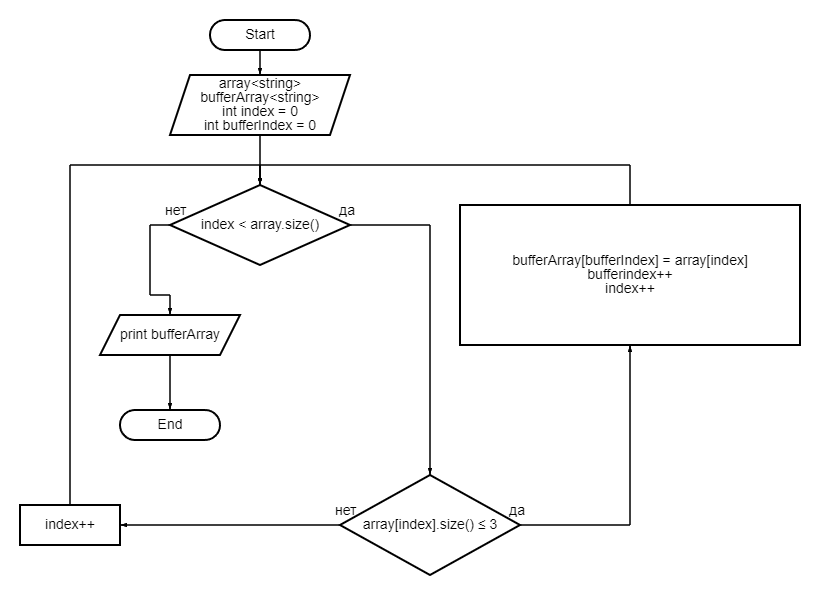 Start
array<string>
bufferArray<string>
int index = 0
int bufferIndex = 0
нет
index < array.size()
да
bufferArray[bufferIndex] = array[index]
bufferindex++
index++
print bufferArray
End
нет
array[index].size() ≤ 3
да
index++